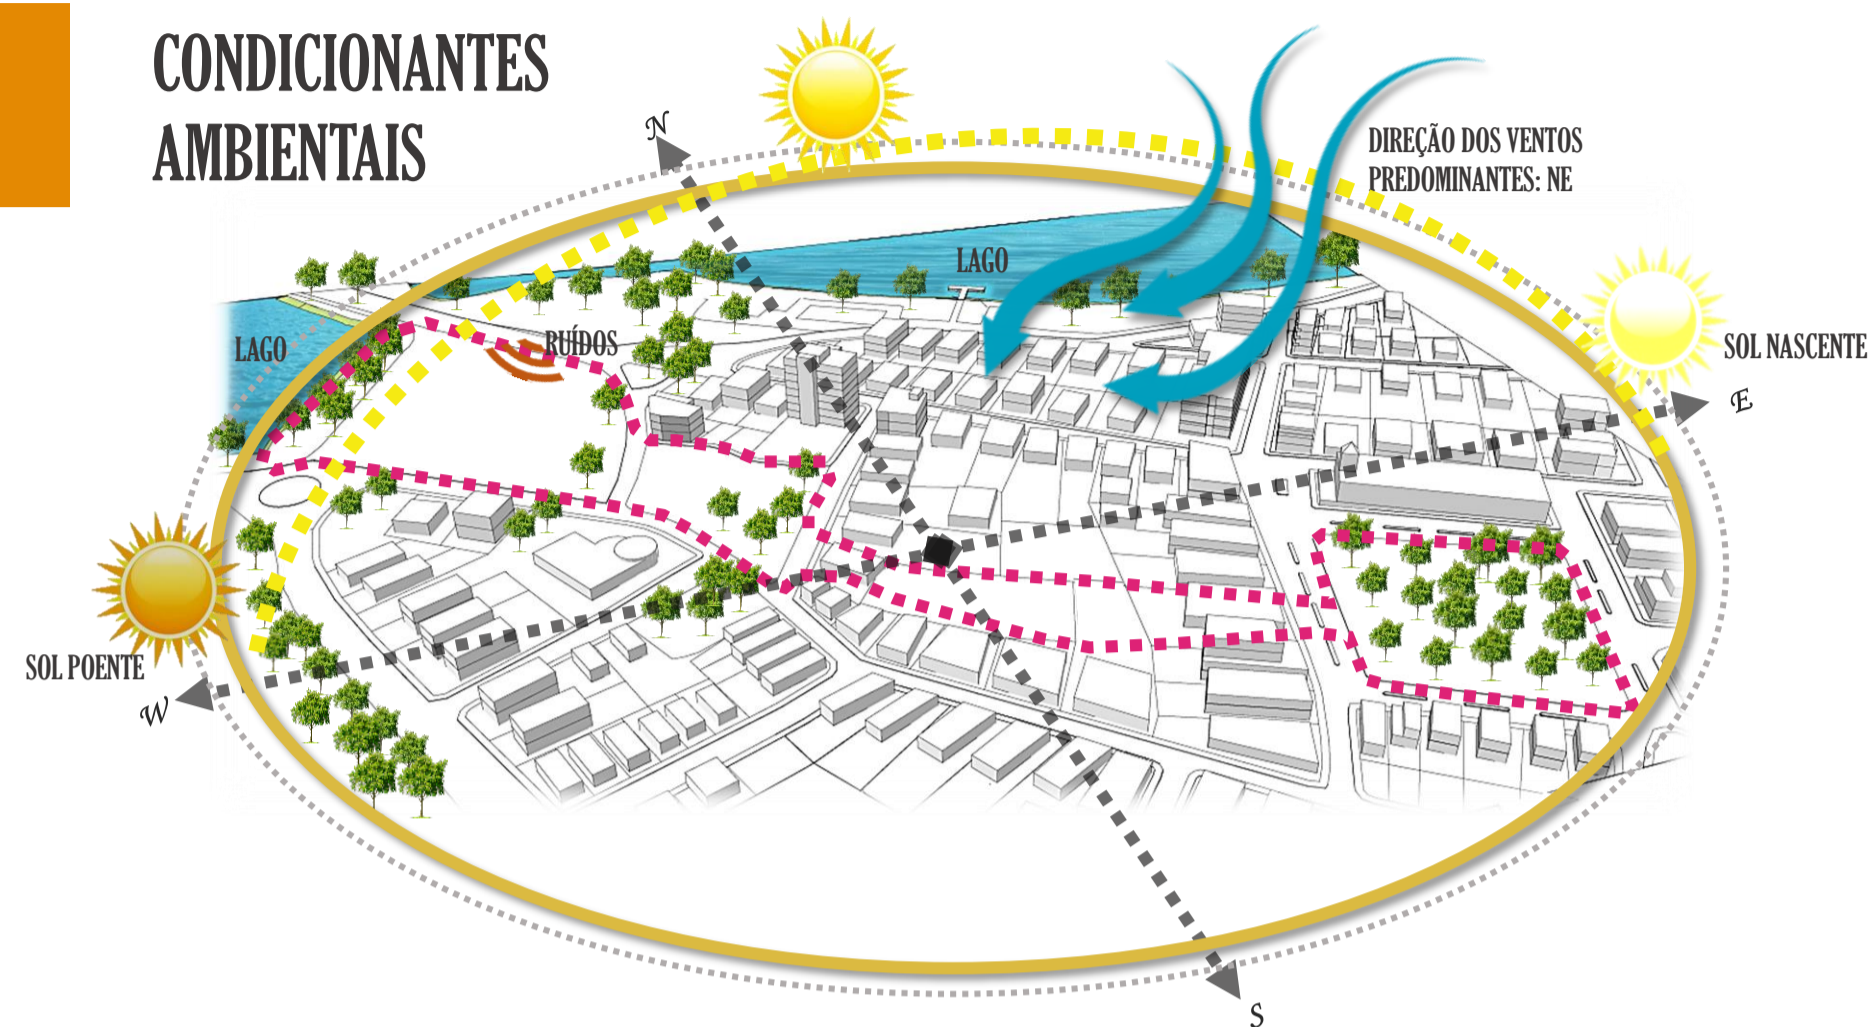 CONDICIONANTES
AMBIENTAIS
N
DIREÇÃO DOS VENTOS
PREDOMINANTES: NE
LAGO
LAGO
RUÍDOS
SOL NASCENTE
E
SOL POENTE
W
S